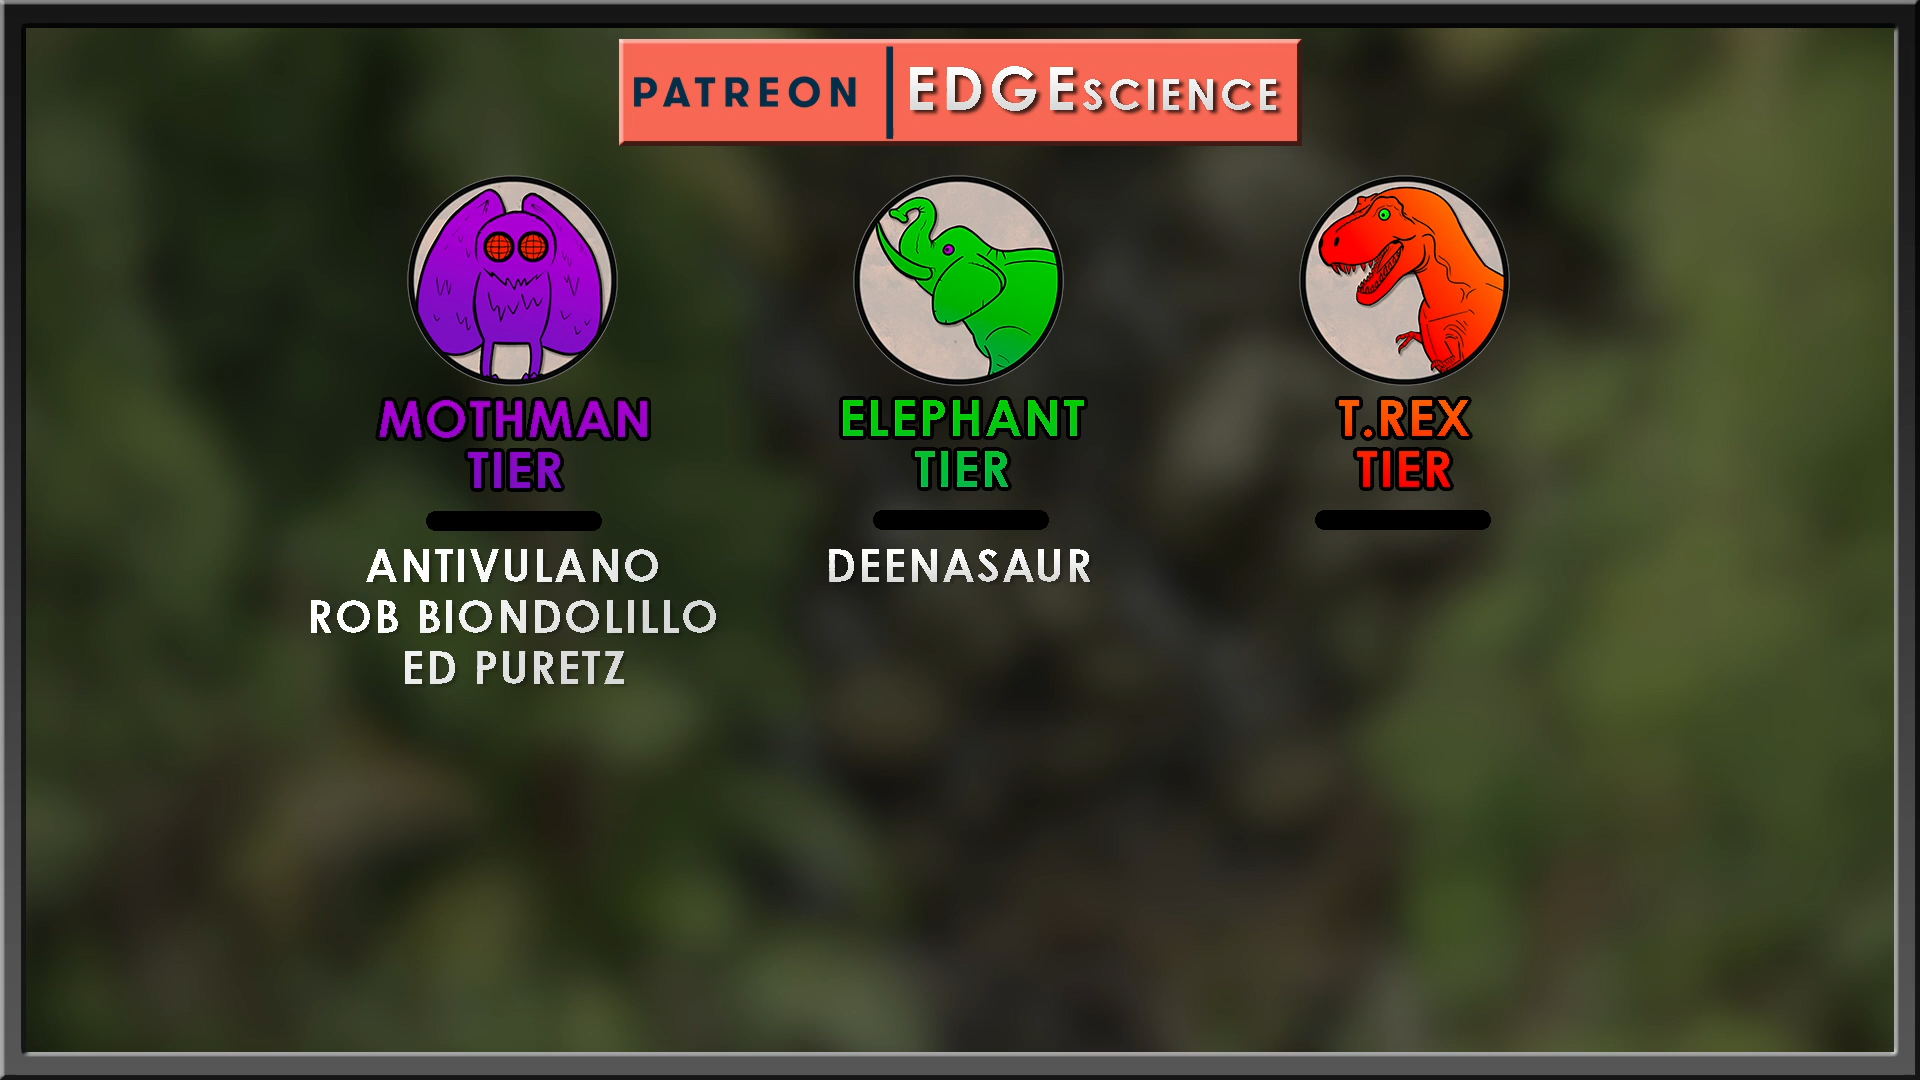 PATREON | EDGESCIENCE
MOTHMAN
TIER
ELEPHANT
TIER
T.REX
TIER
ANTIVULANO
ROB BIONDOLILLO
ED PURETZ
DEENASAUR